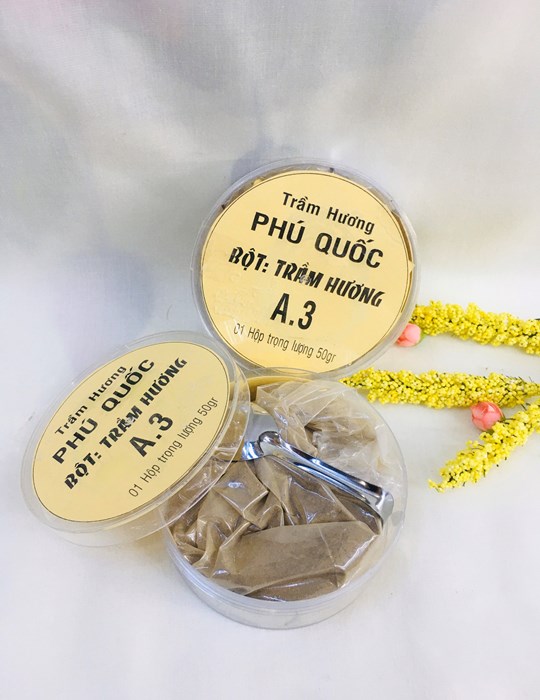 Trầm Hương
PHÚ QUỐC
BỘT: TRẦM HƯƠNG
A.3
01 Hộp trọng lượng 50gr
Trầm Hương
PHÚ QUỐC
BỘT: TRẦM HƯƠNG
A.3
01 Hộp trọng lượng 50gr